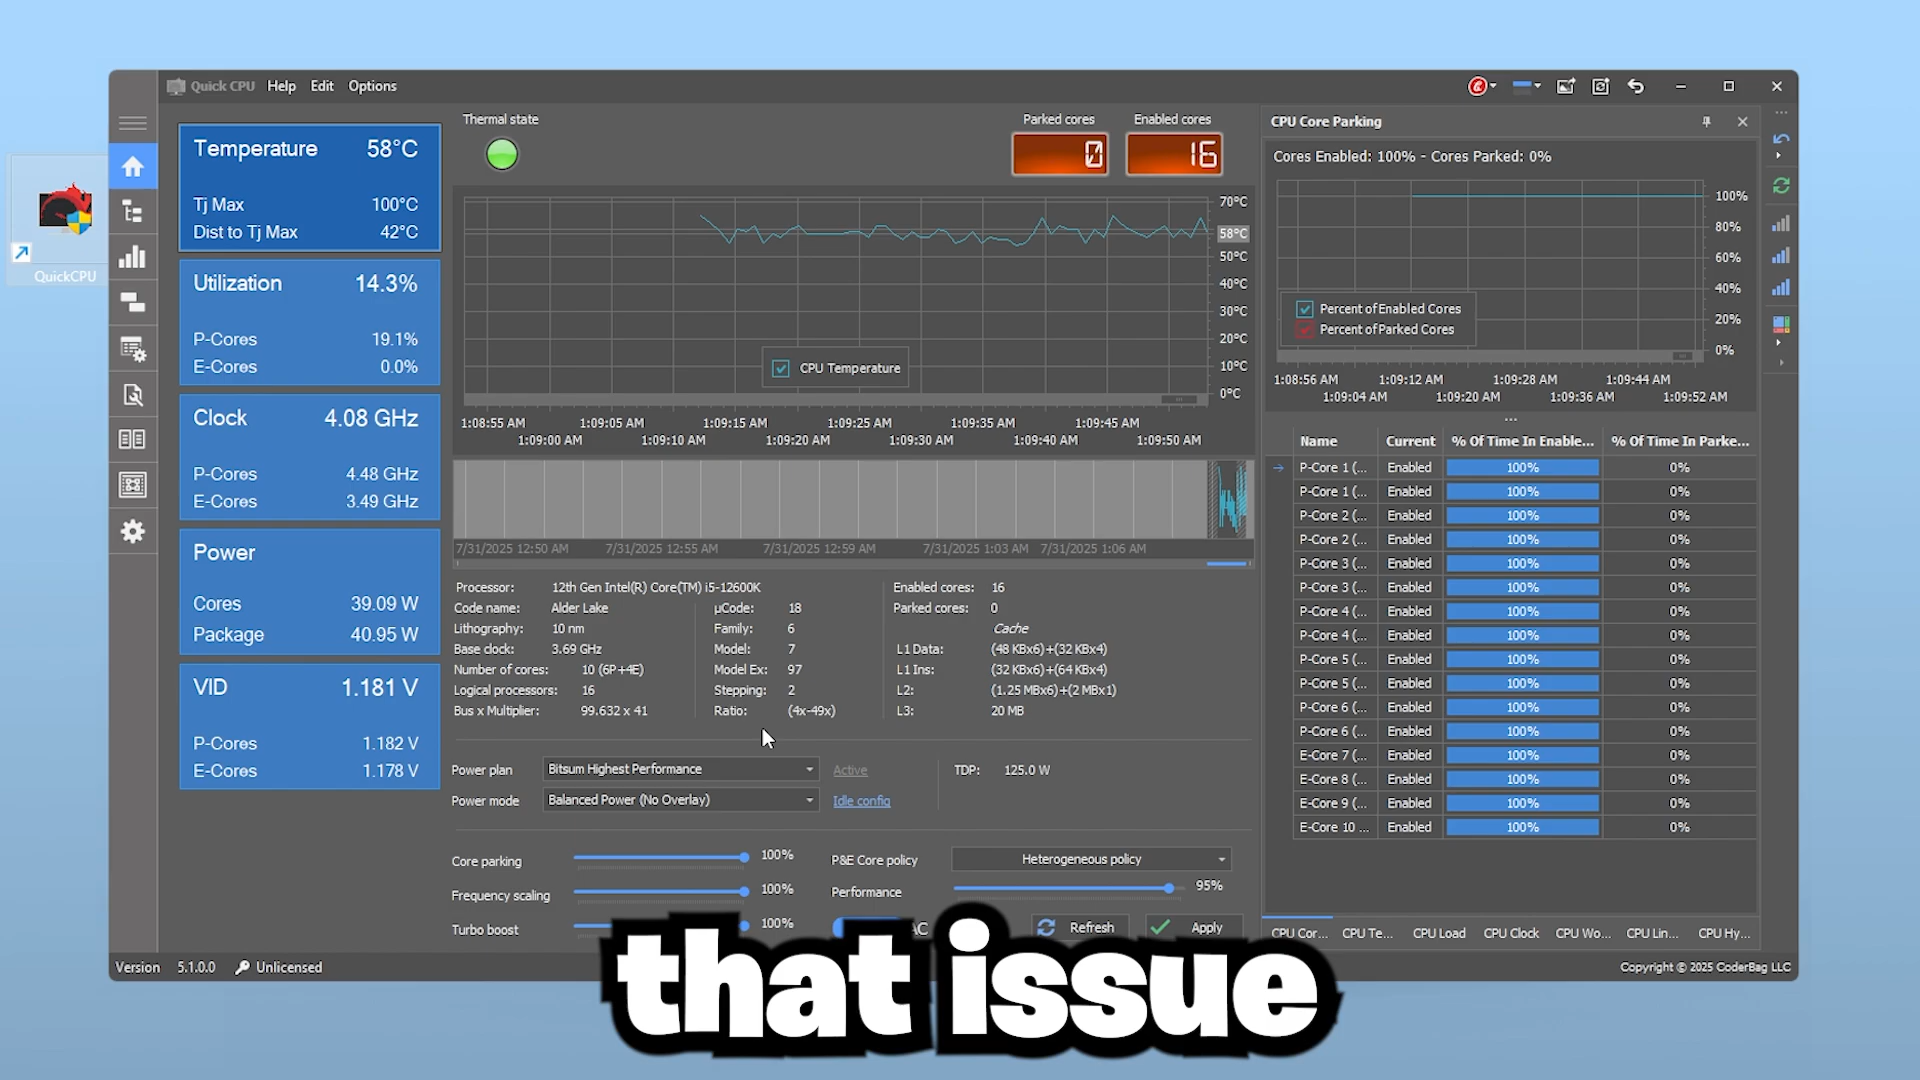 QuickCPU
Quick CPU Help Edit Options
Temperature 58°C
Tj Max 100°C
Dist to Tj Max 42°C
Utilization 14.3%
P-Cores 19.1%
E-Cores 0.0%
Clock 4.08 GHz
P-Cores 4.48 GHz
E-Cores 3.49 GHz
Power
Cores 39.09 W
Package 40.95 W
VID 1.181 V
P-Cores 1.182 V
E-Cores 1.178 V
Thermal state
Parked cores Enabled cores
0 16
70°C
58°C
50°C
40°C
30°C
20°C
10°C
0°C
CPU Temperature
1:08:55 AM 1:09:05 AM 1:09:15 AM 1:09:25 AM 1:09:35 AM 1:09:45 AM
1:09:00 AM 1:09:10 AM 1:09:20 AM 1:09:30 AM 1:09:40 AM 1:09:50 AM
7/31/2025 12:50 AM 7/31/2025 12:55 AM 7/31/2025 12:59 AM 7/31/2025 1:03 AM 7/31/2025 1:06 AM
Processor: 12th Gen Intel(R) Core(TM) i5-12600K
Code name: Alder Lake
Lithography: 10 nm
Base clock: 3.69 GHz
Number of cores: 10 (6P+4E)
Logical processors: 16
Bus x Multiplier: 99.632 x 41
µCode: 18
Family: 6
Model: 7
Model Ex: 97
Stepping: 2
Ratio: (4x-49x)
Enabled cores: 16
Parked cores: 0
Cache
L1 Data: (48 KBx6)+(32 KBx4)
L1 Ins: (32 KBx6)+(64 KBx4)
L2: (1.25 MBx6)+(2 MBx1)
L3: 20 MB
Power plan Bitsum Highest Performance Active TDP: 125.0 W
Power mode Balanced Power (No Overlay) Idle config
Core parking 100% P&E Core policy Heterogeneous policy
Frequency scaling 100% Performance 95%
Turbo boost 100% AC Refresh Apply
CPU Core Parking
Cores Enabled: 100% - Cores Parked: 0%
100%
80%
60%
40%
20%
0%
Percent of Enabled Cores
Percent of Parked Cores
1:08:56 AM 1:09:12 AM 1:09:28 AM 1:09:44 AM
1:09:04 AM 1:09:20 AM 1:09:36 AM 1:09:52 AM
Name Current % Of Time In Enable... % Of Time In Parke...
P-Core 1 (... Enabled 100% 0%
P-Core 1 (... Enabled 100% 0%
P-Core 2 (... Enabled 100% 0%
P-Core 2 (... Enabled 100% 0%
P-Core 3 (... Enabled 100% 0%
P-Core 3 (... Enabled 100% 0%
P-Core 4 (... Enabled 100% 0%
P-Core 4 (... Enabled 100% 0%
P-Core 5 (... Enabled 100% 0%
P-Core 5 (... Enabled 100% 0%
P-Core 6 (... Enabled 100% 0%
P-Core 6 (... Enabled 100% 0%
E-Core 7 (... Enabled 100% 0%
E-Core 8 (... Enabled 100% 0%
E-Core 9 (... Enabled 100% 0%
E-Core 10 ... Enabled 100% 0%
CPU Cor... CPU Te... CPU Load CPU Clock CPU Wo... CPU Lin... CPU Hy...
Version 5.1.0.0 Unlicensed
Copyright © 2025 CoderBag LLC
that issue